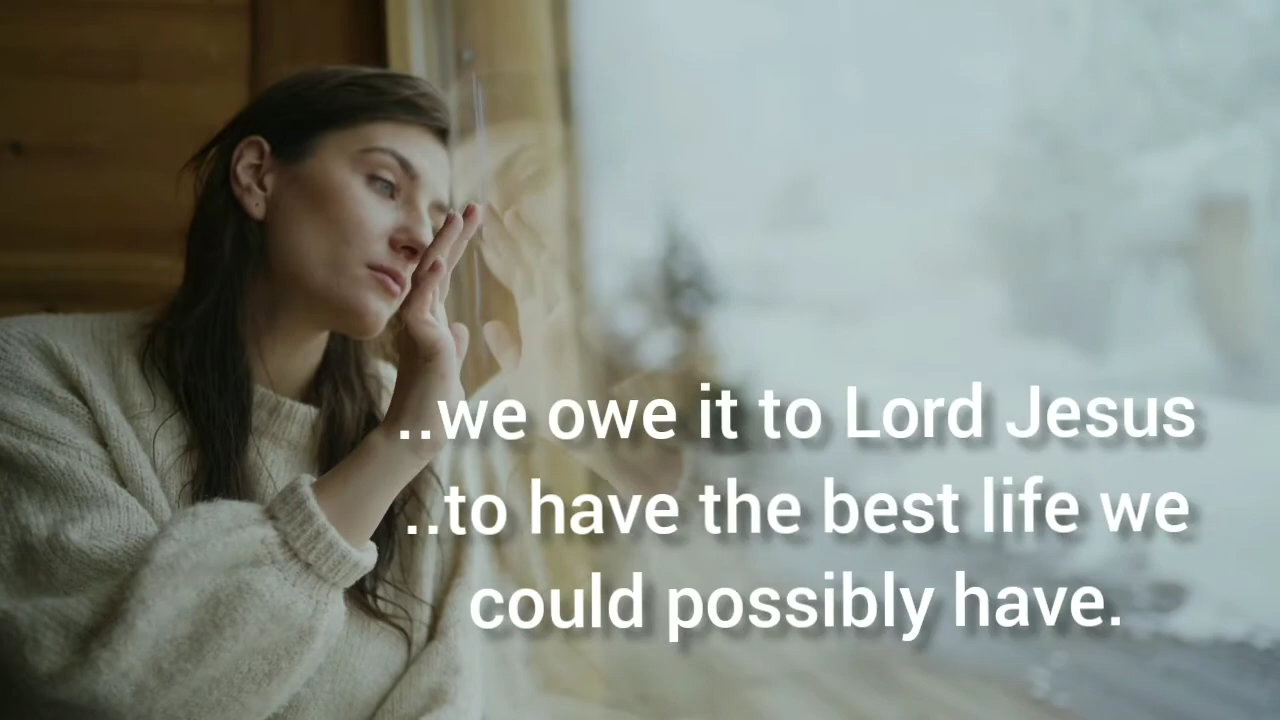 ..we owe it to Lord Jesus
..to have the best life we
could possibly have.